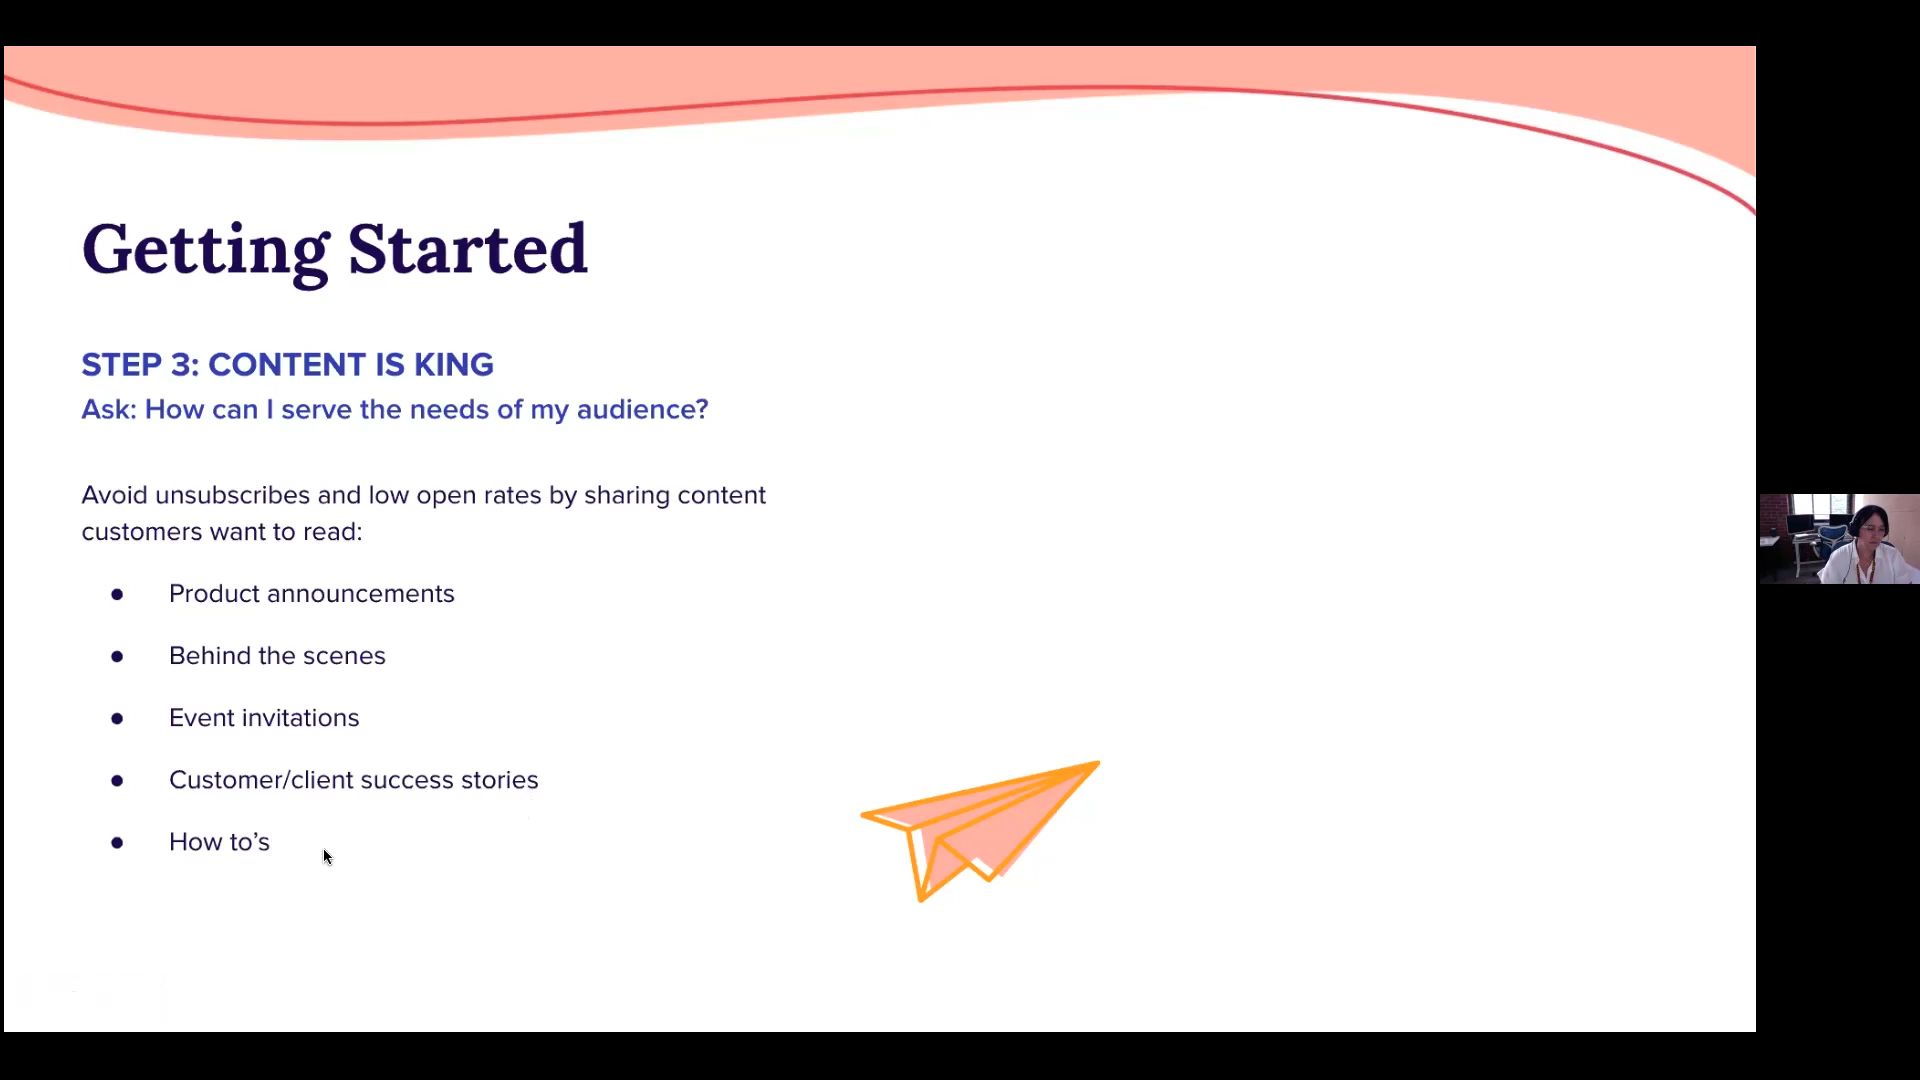 Getting Started
STEP 3: CONTENT IS KING
Ask: How can I serve the needs of my audience?
Avoid unsubscribes and low open rates by sharing content
customers want to read:
● Product announcements
● Behind the scenes
● Event invitations
● Customer/client success stories
● How to’s